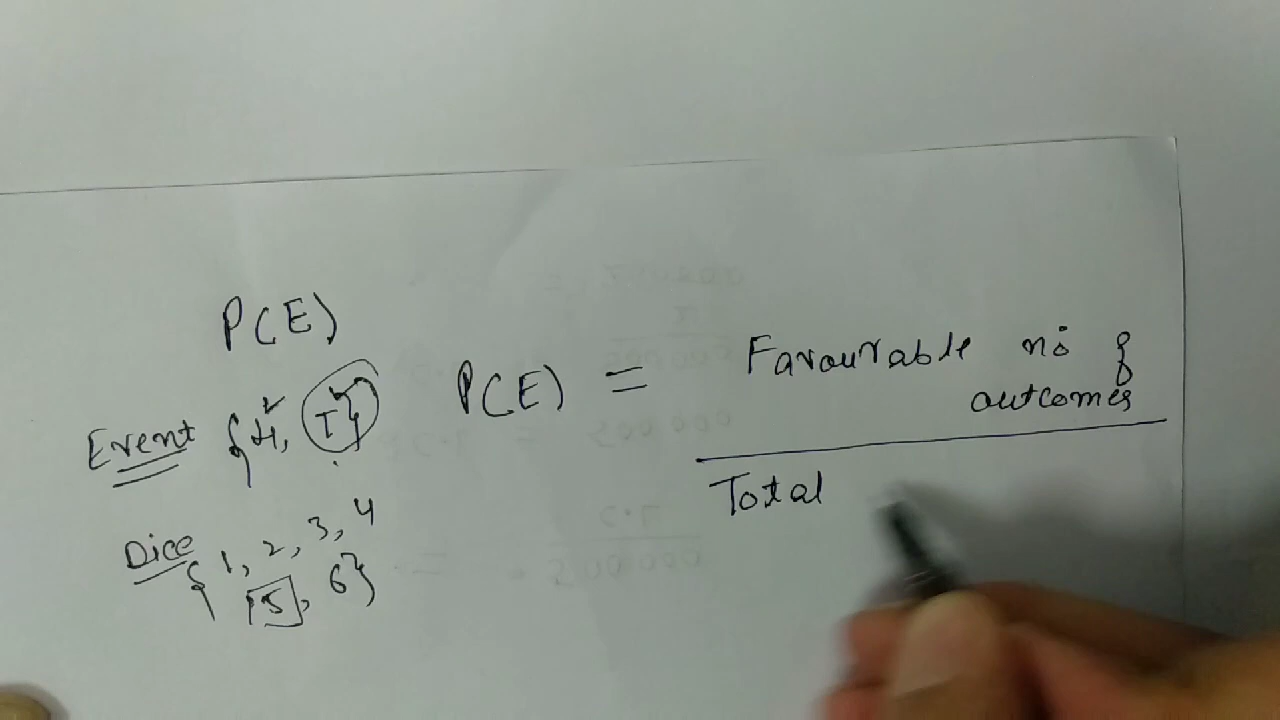 P(E)
Event {H, T}
Dice {1, 2, 3, 4
5, 6}
P(E) = Favourable no of
outcomes
Total